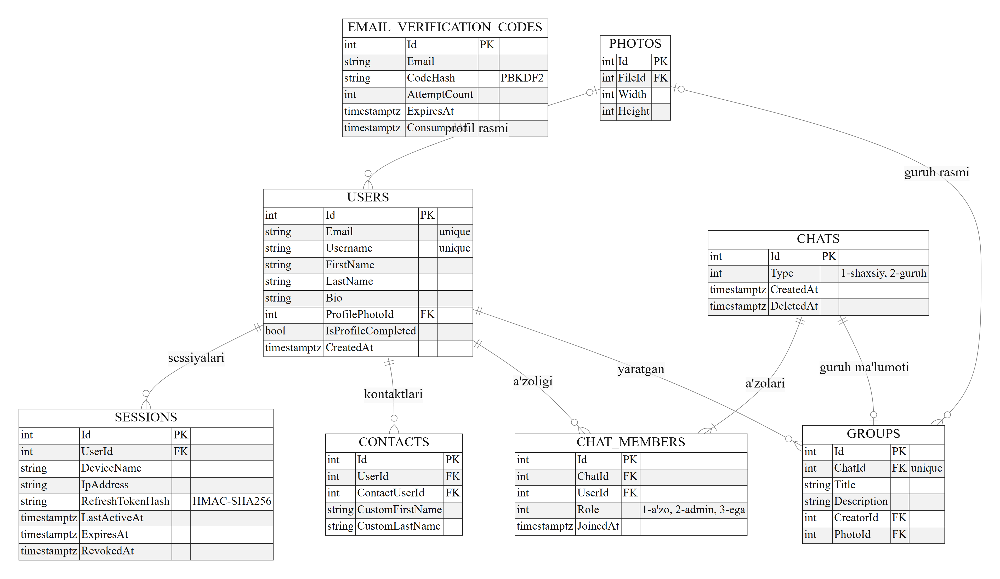 EMAIL_VERIFICATION_CODES
int Id PK
string Email
string CodeHash PBKDF2
int AttemptCount
timestamptz ExpiresAt
timestamptz ConsumedAt
profil rasmi
PHOTOS
int Id PK
int FileId FK
int Width
int Height
guruh rasmi
USERS
int Id PK
string Email unique
string Username unique
string FirstName
string LastName
string Bio
int ProfilePhotoId FK
bool IsProfileCompleted
timestamptz CreatedAt
CHATS
int Id PK
int Type 1-shaxsiy, 2-guruh
timestamptz CreatedAt
timestamptz DeletedAt
sessiyalari
kontaktlari
a'zoligi
yaratgan
a'zolari
guruh ma'lumoti
SESSIONS
int Id PK
int UserId FK
string DeviceName
string IpAddress
string RefreshTokenHash HMAC-SHA256
timestamptz LastActiveAt
timestamptz ExpiresAt
timestamptz RevokedAt
CONTACTS
int Id PK
int UserId FK
int ContactUserId FK
string CustomFirstName
string CustomLastName
CHAT_MEMBERS
int Id PK
int ChatId FK
int UserId FK
int Role 1-a'zo, 2-admin, 3-ega
timestamptz JoinedAt
GROUPS
int Id PK
int ChatId FK unique
string Title
string Description
int CreatorId FK
int PhotoId FK